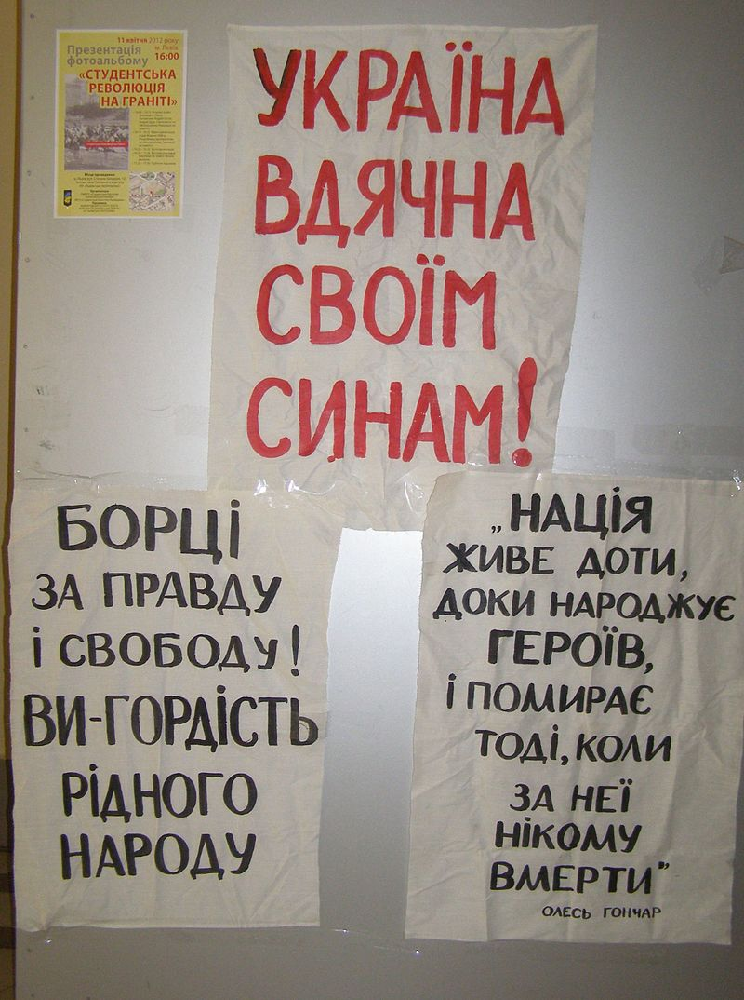 11 квітня 2012 року
м. Львів
16:00
Презентація
фотоальбому
«СТУДЕНТСЬКА
РЕВОЛЮЦІЯ
НА ГРАНІТІ»
УКРАЇНА
ВДЯЧНА
СВОЇМ
СИНАМ!
БОРЦІ
ЗА ПРАВДУ
І СВОБОДУ!
ВИ-ГОРДІСТЬ
РІДНОГО
НАРОДУ
„НАЦІЯ
ЖИВЕ ДОТИ,
ДОКИ НАРОДЖУЄ
ГЕРОЇВ,
І ПОМИРАЄ
ТОДІ, КОЛИ
ЗА НЕЇ
НІКОМУ
ВМЕРТИ”
ОЛЕСЬ ГОНЧАР